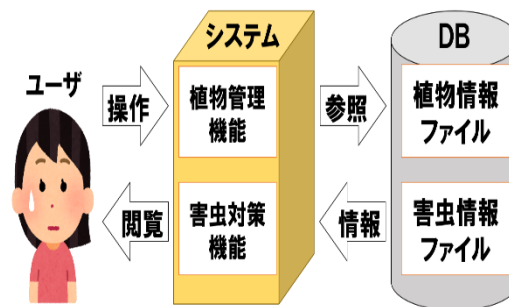 システム
DB
ユーザ
操作
植物管理
機能
参照
植物情報
ファイル
閲覧
害虫対策
機能
情報
害虫情報
ファイル